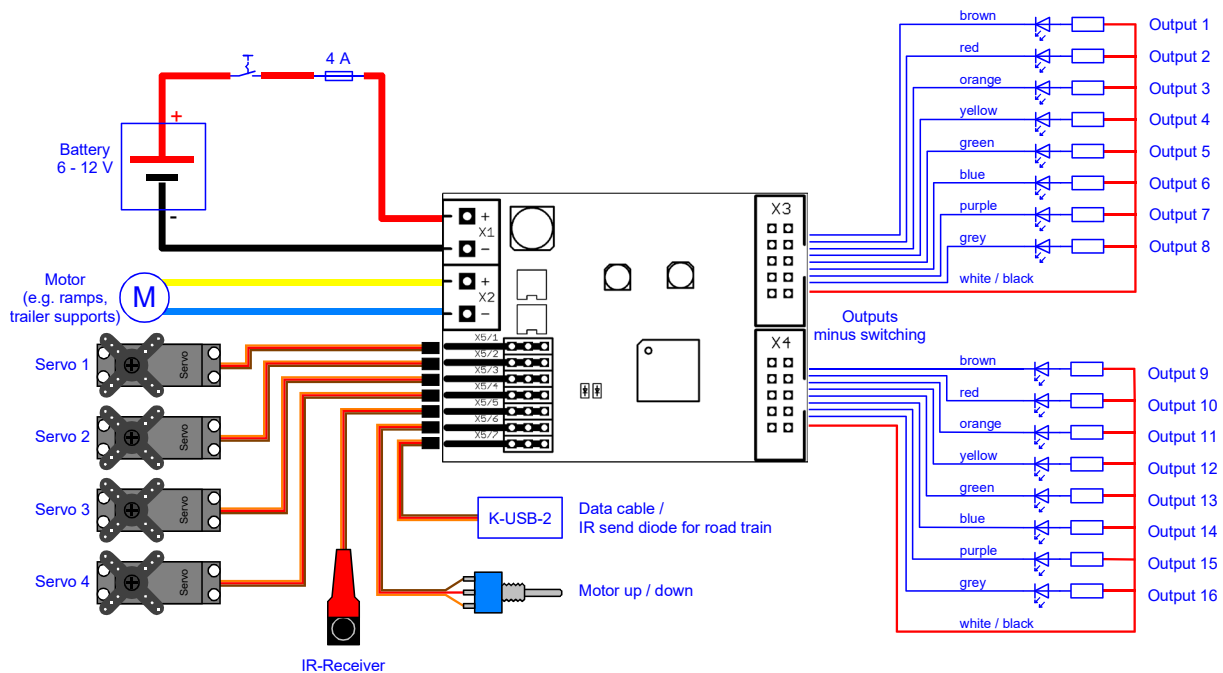 4 A
+
Battery
6 - 12 V
-
Motor
(e.g. ramps,
trailer supports)
M
Servo 1
Servo
Servo 2
Servo
Servo 3
Servo
Servo 4
Servo
+
X1
-
+
X2
-
X5/1
X5/2
X5/3
X5/4
X5/5
X5/6
X5/7
X3
X4
K-USB-2
Data cable /
IR send diode for road train
Motor up / down
IR-Receiver
Outputs
minus switching
brown
Output 1
red
Output 2
orange
Output 3
yellow
Output 4
green
Output 5
blue
Output 6
purple
Output 7
grey
Output 8
white / black
brown
Output 9
red
Output 10
orange
Output 11
yellow
Output 12
green
Output 13
blue
Output 14
purple
Output 15
grey
Output 16
white / black